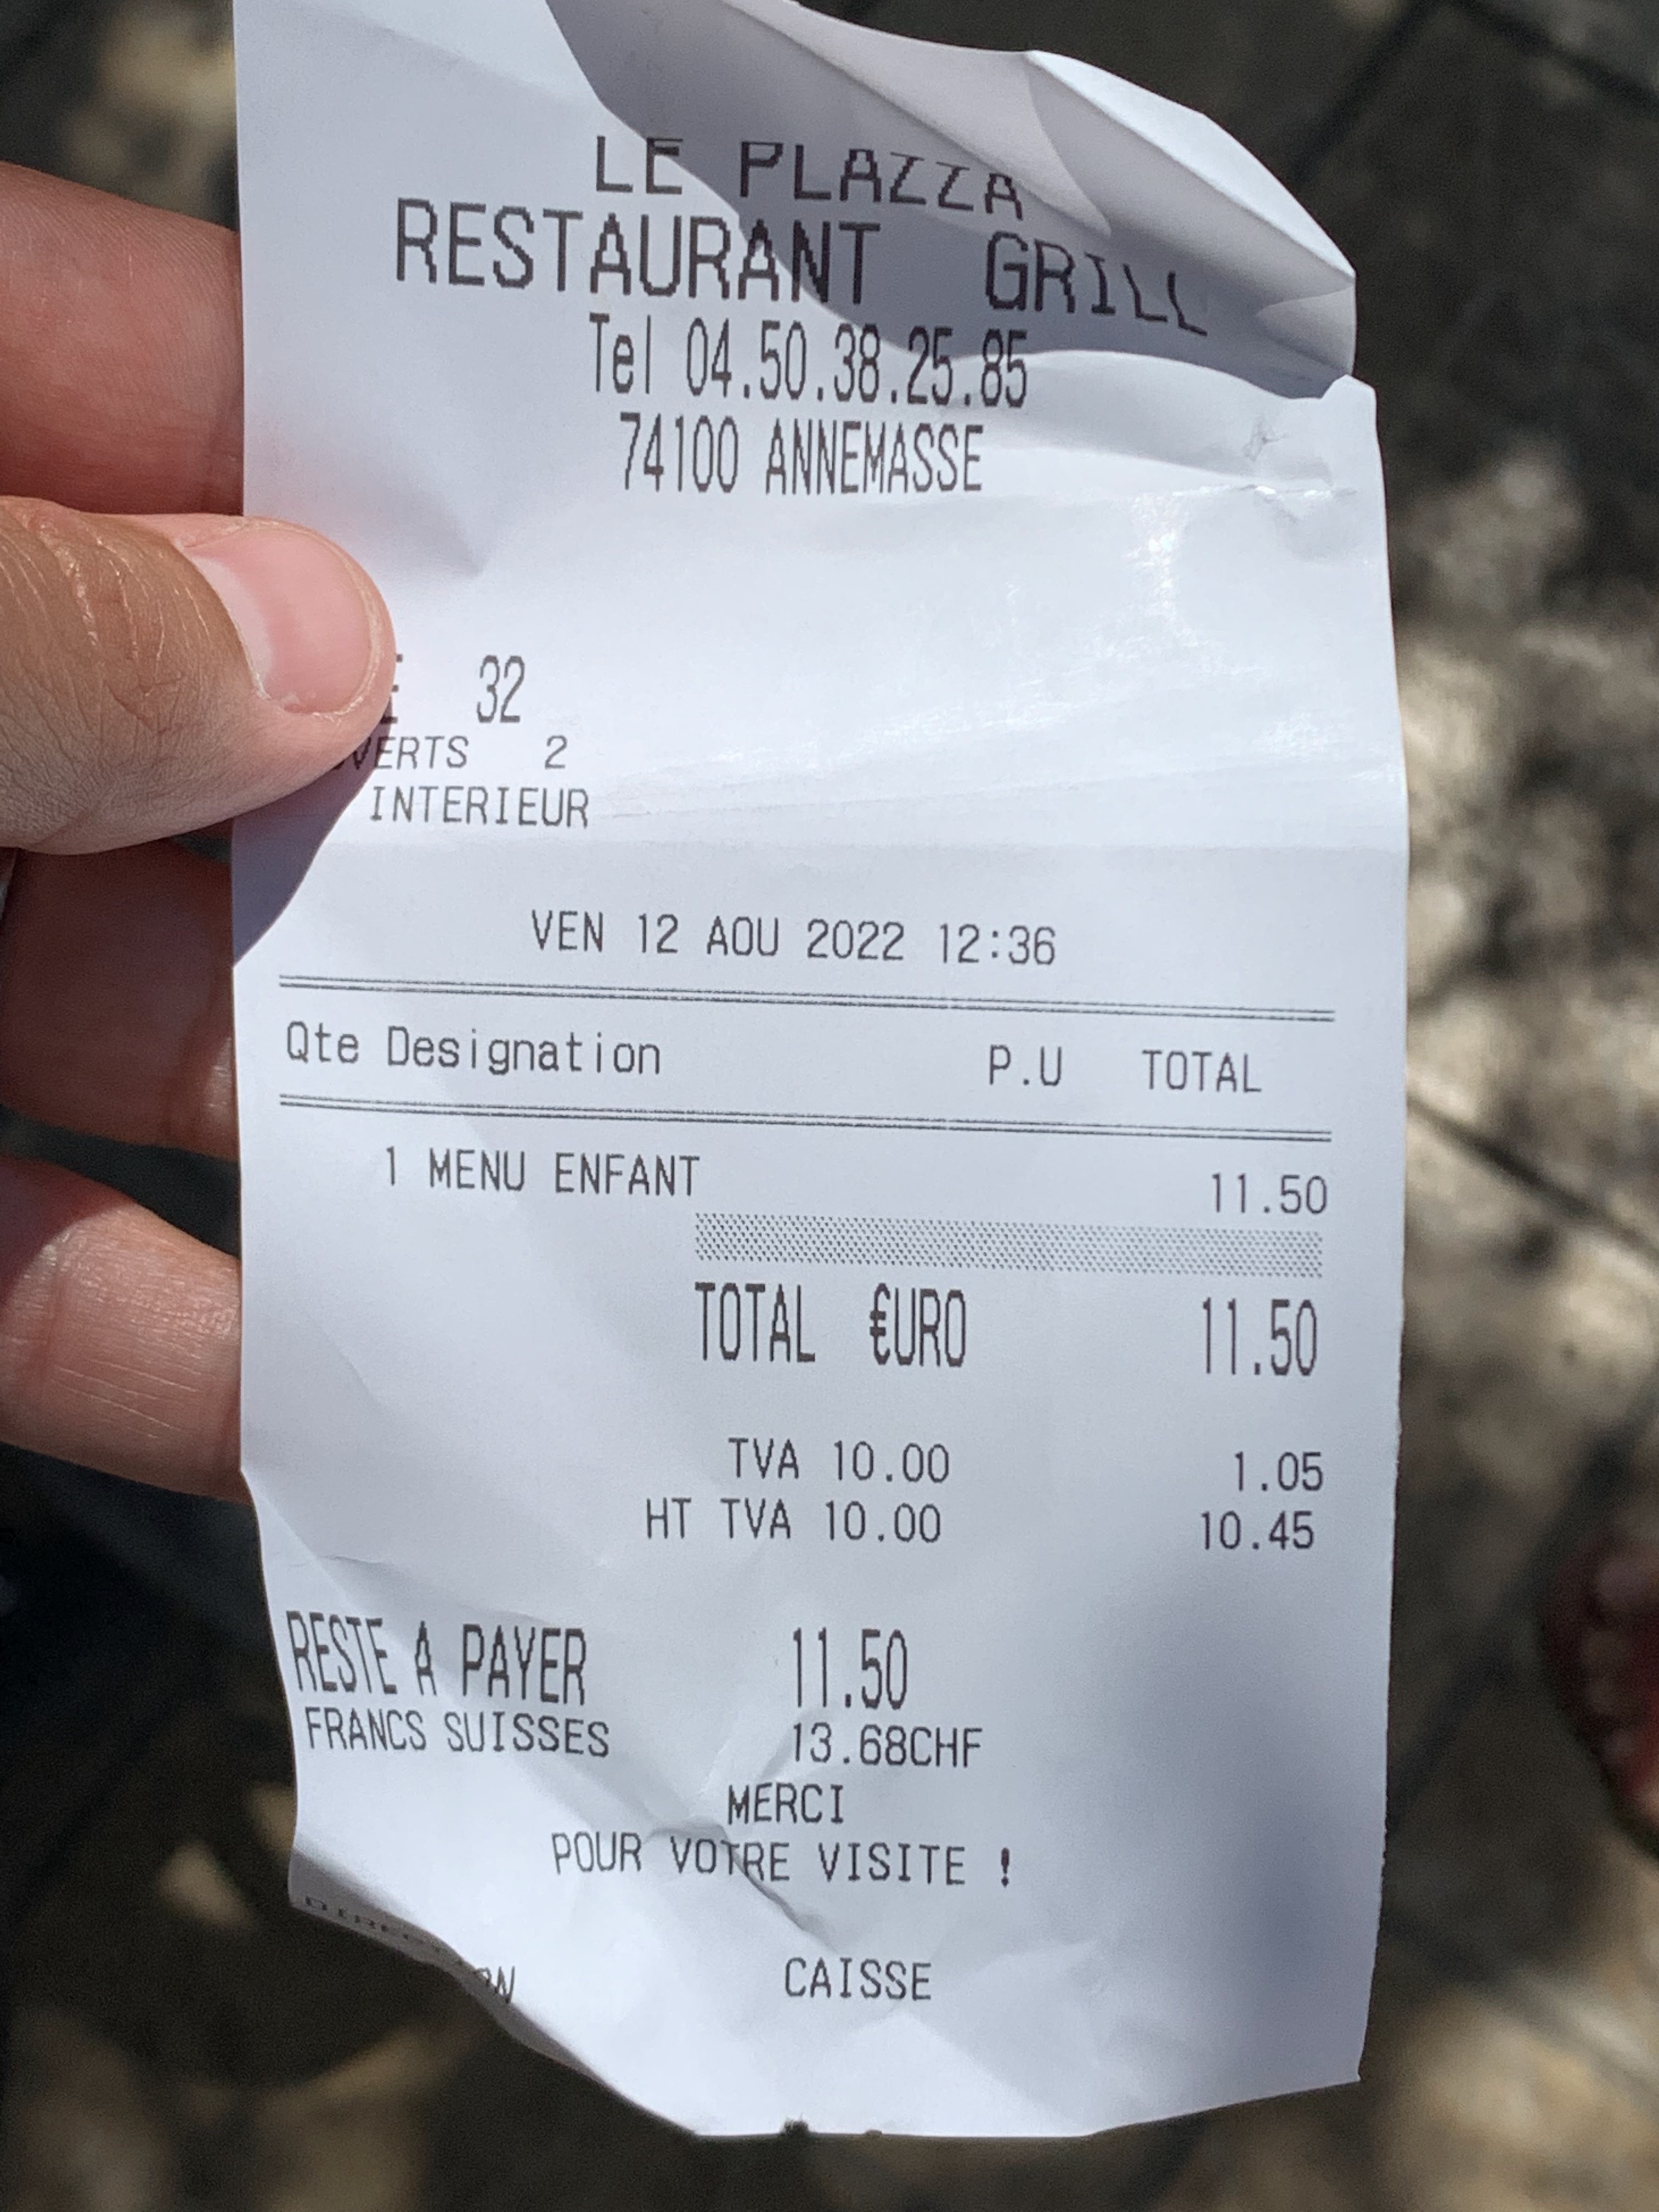 LE PLAZZA
RESTAURANT GRILL
Tel 04.50.38.25.85
74100 ANNEMASSE
32
VERTS 2
INTERIEUR
VEN 12 AOU 2022 12:36
Qte Designation P.U TOTAL
1 MENU ENFANT 11.50
TOTAL €URO 11.50
TVA 10.00 1.05
HT TVA 10.00 10.45
RESTE A PAYER 11.50
FRANCS SUISSES 13.68CHF
MERCI
POUR VOTRE VISITE !
CAISSE